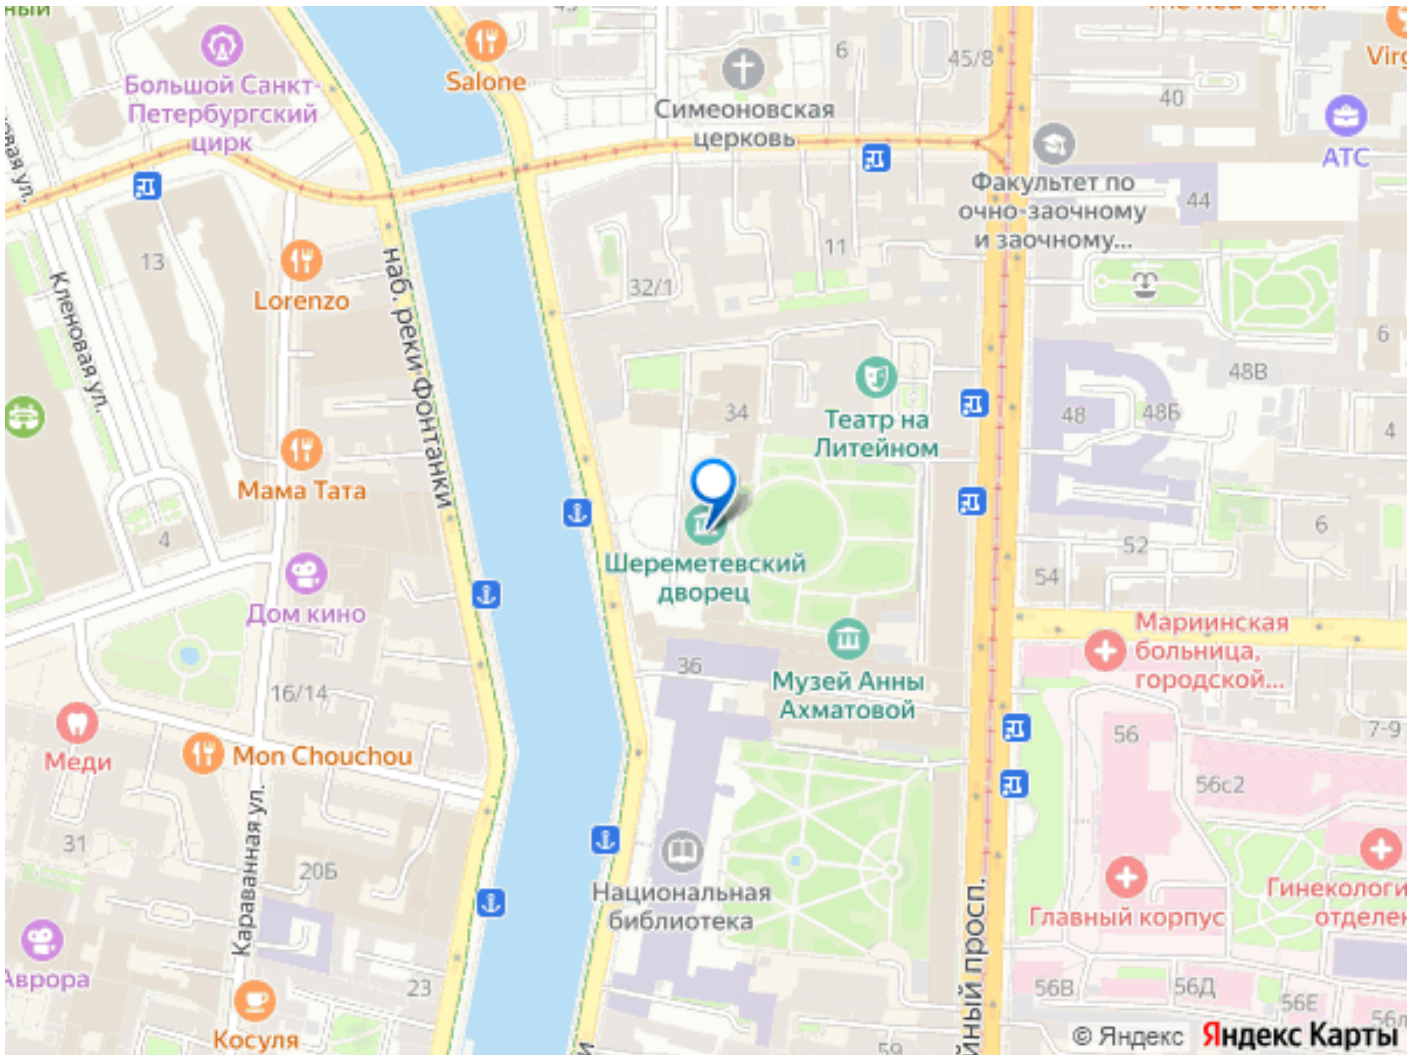 Salone
45/8
6
Большой Санкт-
Петербургский
цирк
Симеоновская
церковь
40
АТС
Факультет по
очно-заочному
и заочному...
44
13
11
32/1
Lorenzo
Кленовая ул.
наб. реки Фонтанки
6
48В
34
48
48Б
4
Театр на
Литейном
Мама Тата
4
6
52
54
Шереметевский
дворец
Дом кино
Мариинская
больница,
городской...
36
Музей Анны
Ахматовой
16/14
Меди
Mon Chouchou
56
7-9
56с2
31
Караванная ул.
20Б
Национальная
библиотека
Главный корпус
Гинекологи
отделен
Аврора
23
Косуля
56В
56Д
56Е
59
ный просп.
© Яндекс Яндекс Карты